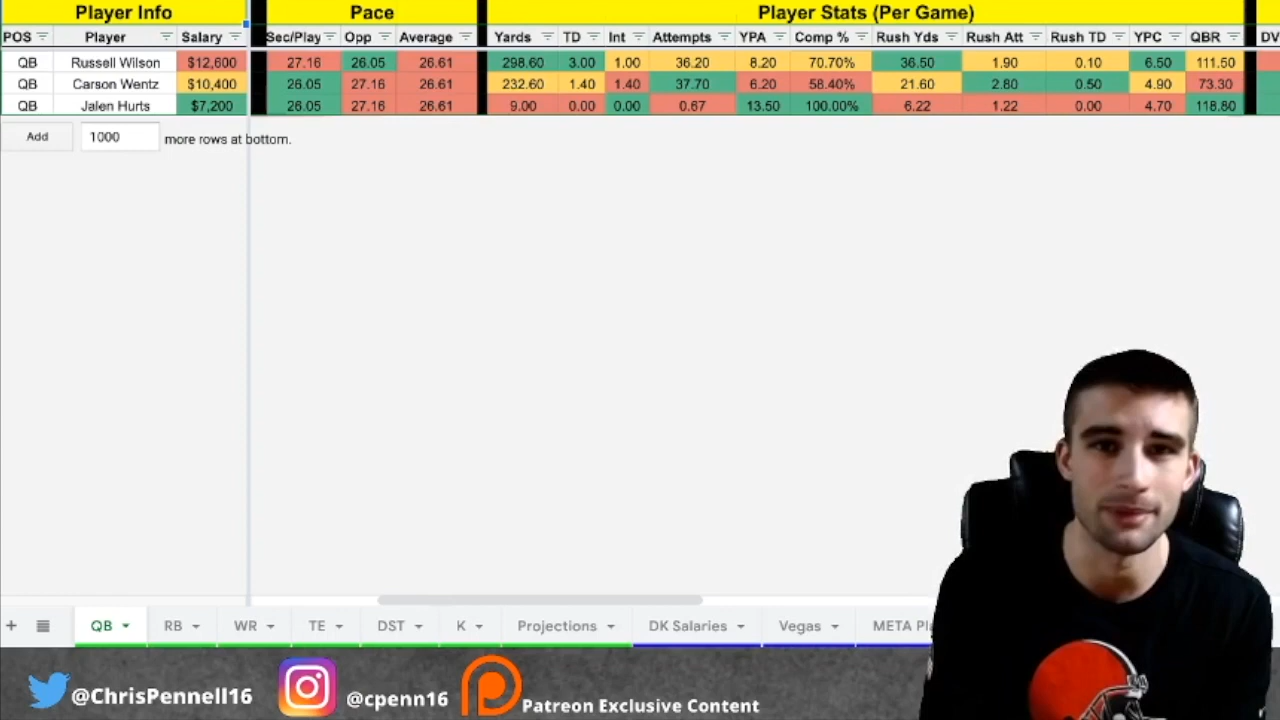 Player Info Pace Player Stats (Per Game)
POS Player Salary Sec/Play Opp Average Yards TD Int Attempts YPA Comp % Rush Yds Rush Att Rush TD YPC QBR DV
QB Russell Wilson $12,600 27.16 26.05 26.61 298.60 3.00 1.00 36.20 8.20 70.70% 36.50 1.90 0.10 6.50 111.50
QB Carson Wentz $10,400 26.05 27.16 26.61 232.60 1.40 1.40 37.70 6.20 58.40% 21.60 2.80 0.50 4.90 73.30
QB Jalen Hurts $7,200 26.05 27.16 26.61 9.00 0.00 0.00 0.67 13.50 100.00% 6.22 1.22 0.00 4.70 118.80
Add 1000 more rows at bottom.
+ QB RB WR TE DST K Projections DK Salaries Vegas META Pl
@ChrisPennell16 @cpenn16 Patreon Exclusive Content